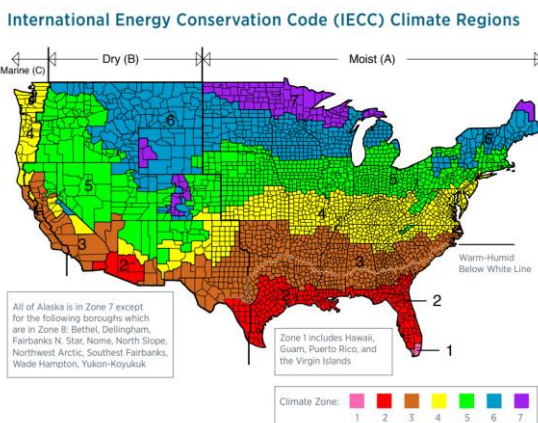 International Energy Conservation Code (IECC) Climate Regions
Marine (C)
Dry (B)
Moist (A)
7
6
6
4
5
5
4
4
3
3
3
2
2
Warm-Humid
Below White Line
2
1
All of Alaska is in Zone 7 except
for the following boroughs which
are in Zone 8: Bethel, Dellingham,
Fairbanks N. Star, Nome, North Slope,
Northwest Arctic, Southest Fairbanks,
Wade Hampton, Yukon-Koyukuk
Zone 1 includes Hawaii,
Guam, Puerto Rico, and
the Virgin Islands
Climate Zone:
1 2 3 4 5 6 7